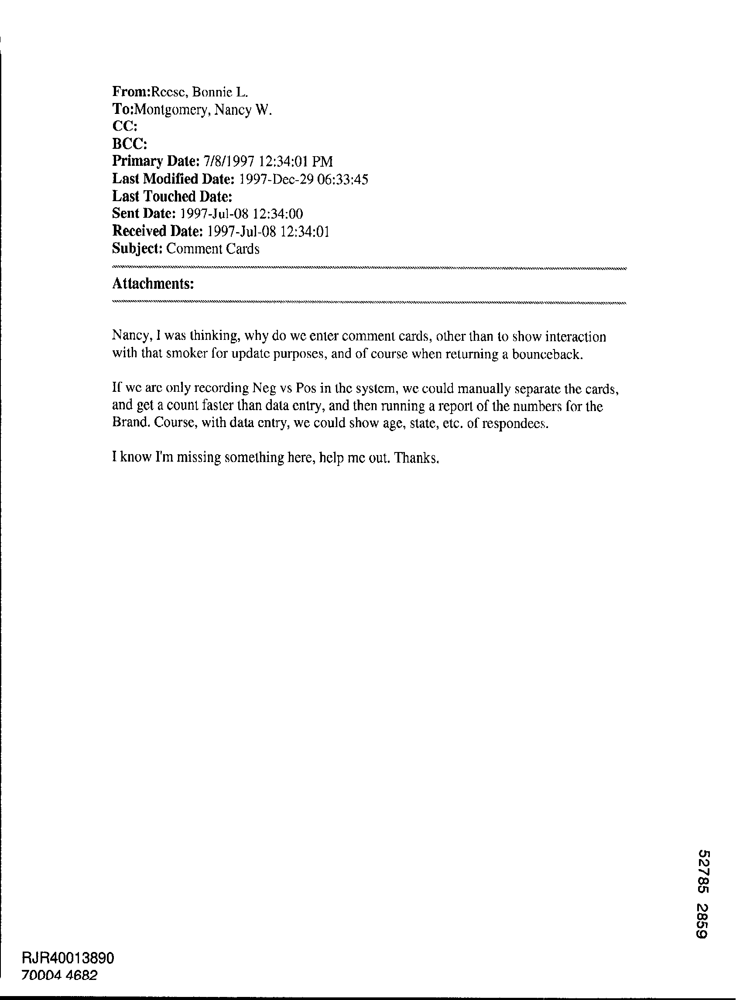 From:Reese, Bonnie L.
To:Montgomery, Nancy W.
CC:
BCC:
Primary Date: 7/8/1997 12:34:01 PM
Last Modified Date: 1997-Dec-29 06:33:45
Last Touched Date:
Sent Date: 1997-Jul-08 12:34:00
Received Date: 1997-Jul-08 12:34:01
Subject: Comment Cards
Attachments:
Nancy, I was thinking, why do we enter comment cards, other than to show interaction
with that smoker for update purposes, and of course when returning a bounceback.
If we are only recording Neg vs Pos in the system, we could manually separate the cards,
and get a count faster than data entry, and then running a report of the numbers for the
Brand. Course, with data entry, we could show age, state, etc. of respondees.
I know I'm missing something here, help me out. Thanks.
52785 2859
RJR40013890
70004 4682